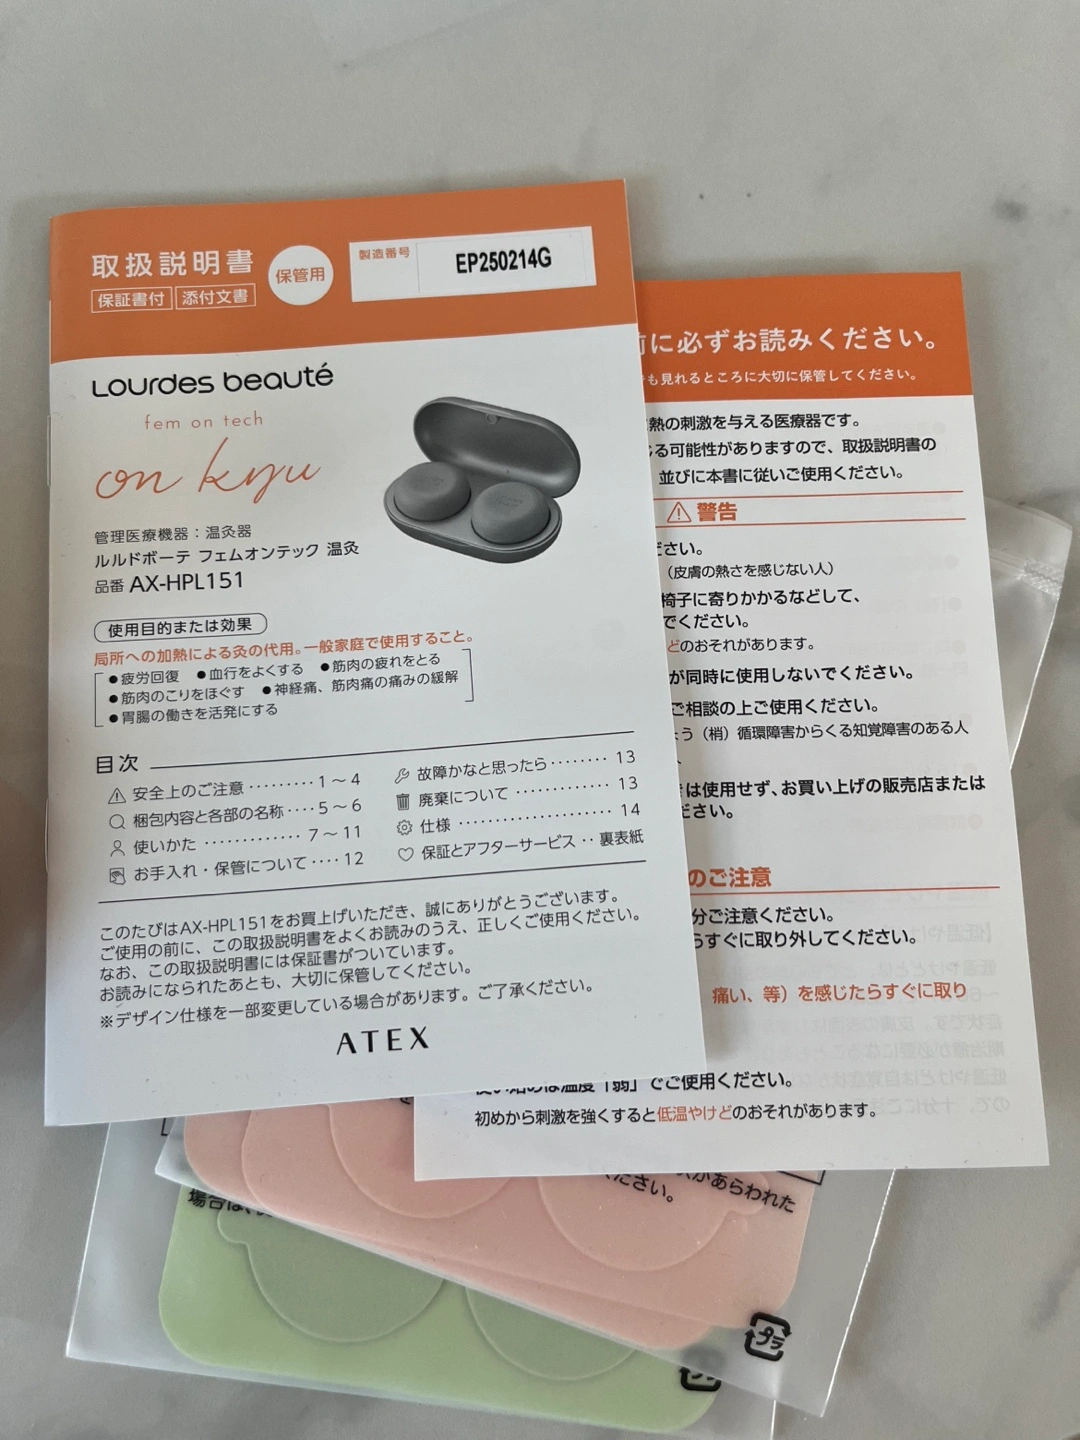 取扱説明書
保証書付 添付文書
保管用
製造番号 EP250214G
Lourdes beauté
fem on tech
on kyu
管理医療機器：温灸器
ルルドボーテ フェムオンテック 温灸
品番 AX-HPL151
使用目的または効果
局所への加熱による灸の代用。一般家庭で使用すること。
●疲労回復 ●血行をよくする ●筋肉の疲れをとる
●筋肉のこりをほぐす ●神経痛、筋肉痛の痛みの緩解
●胃腸の働きを活発にする
目次
安全上のご注意 ········· 1～4
梱包内容と各部の名称 ···· 5～6
使いかた ············ 7～11
お手入れ・保管について ···· 12
故障かなと思ったら ········ 13
廃棄について ············· 13
仕様 ····················· 14
保証とアフターサービス ·· 裏表紙
このたびはAX-HPL151をお買上げいただき、誠にありがとうございます。
ご使用の前に、この取扱説明書をよくお読みのうえ、正しくご使用ください。
なお、この取扱説明書には保証書がついています。
お読みになられたあとも、大切に保管してください。
※デザイン仕様を一部変更している場合があります。ご了承ください。
ATEX
前に必ずお読みください。
でも見れるところに大切に保管してください。
熱の刺激を与える医療器です。
る可能性がありますので、取扱説明書の
並びに本書に従いご使用ください。
警告
ださい。
（皮膚の熱さを感じない人）
椅子に寄りかかるなどして、
でください。
どのおそれがあります。
が同時に使用しないでください。
ご相談の上ご使用ください。
ょう（梢）循環障害からくる知覚障害のある人
は使用せず、お買い上げの販売店または
ださい。
のご注意
分ご注意ください。
すぐに取り外してください。
痛い、等）を感じたらすぐに取り
温度「弱」でご使用ください。
初めから刺激を強くすると低温やけどのおそれがあります。
があらわれた
ください。
場合は、
プラ
プラ